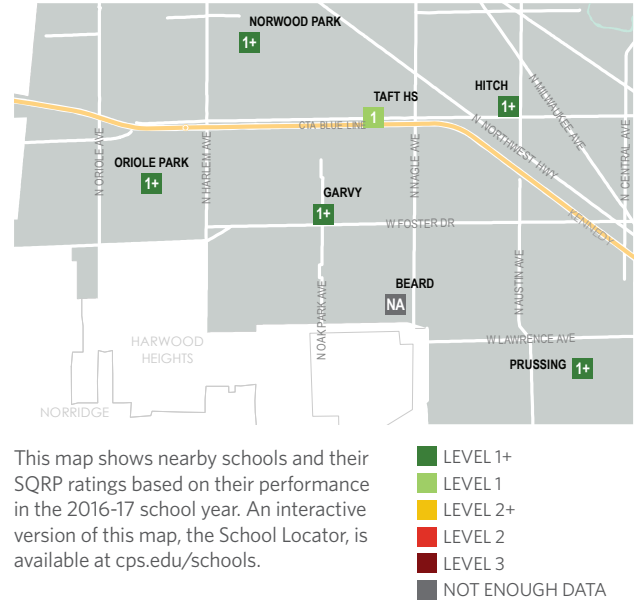 NORWOOD PARK
1+
TAFT HS
1
HITCH
1+
N MILWAUKEE AVE
CTA BLUE LINE
N NORTHWEST HWY
N ORIOLE AVE
N HARLEM AVE
N NAGLE AVE
N CENTRAL AVE
ORIOLE PARK
1+
GARVY
1+
KENNEDY
W FOSTER DR
BEARD
NA
N AUSTIN AVE
N OAK PARK AVE
HARWOOD
HEIGHTS
W LAWRENCE AVE
PRUSSING
1+
NORRIDGE
This map shows nearby schools and their
SQRP ratings based on their performance
in the 2016-17 school year. An interactive
version of this map, the School Locator, is
available at cps.edu/schools.
LEVEL 1+
LEVEL 1
LEVEL 2+
LEVEL 2
LEVEL 3
NOT ENOUGH DATA